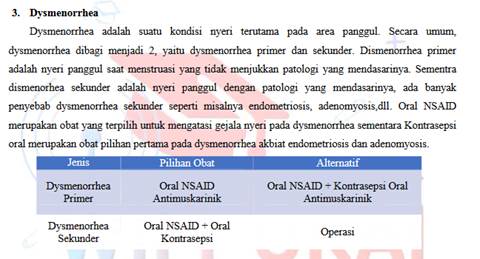 3. Dysmenorrhea
Dysmenorrhea adalah suatu kondisi nyeri terutama pada area panggul. Secara umum,
dysmenorrhea dibagi menjadi 2, yaitu dysmenorrhea primer dan sekunder. Dismenorrhea primer
adalah nyeri panggul saat menstruasi yang tidak menjukkan patologi yang mendasarinya. Sementra
dismenorhea sekunder adalah nyeri panggul dengan patologi yang mendasarinya, ada banyak
penyebab dysmenorrhea sekunder seperti misalnya endometriosis, adenomyosis,dll. Oral NSAID
merupakan obat yang terpilih untuk mengatasi gejala nyeri pada dysmenorrhea sementara Kontrasepsi
oral merupakan obat pilihan pertama pada dysmenorrhea akbiat endometriosis dan adenomyosis.
Jenis Pilihan Obat Alternatif
Dysmenorhea Oral NSAID Oral NSAID + Kontrasepsi Oral
Primer Antimuskarinik Antimuskarinik
Dysmenorhea Oral NSAID + Oral Operasi
Sekunder Kontrasepsi